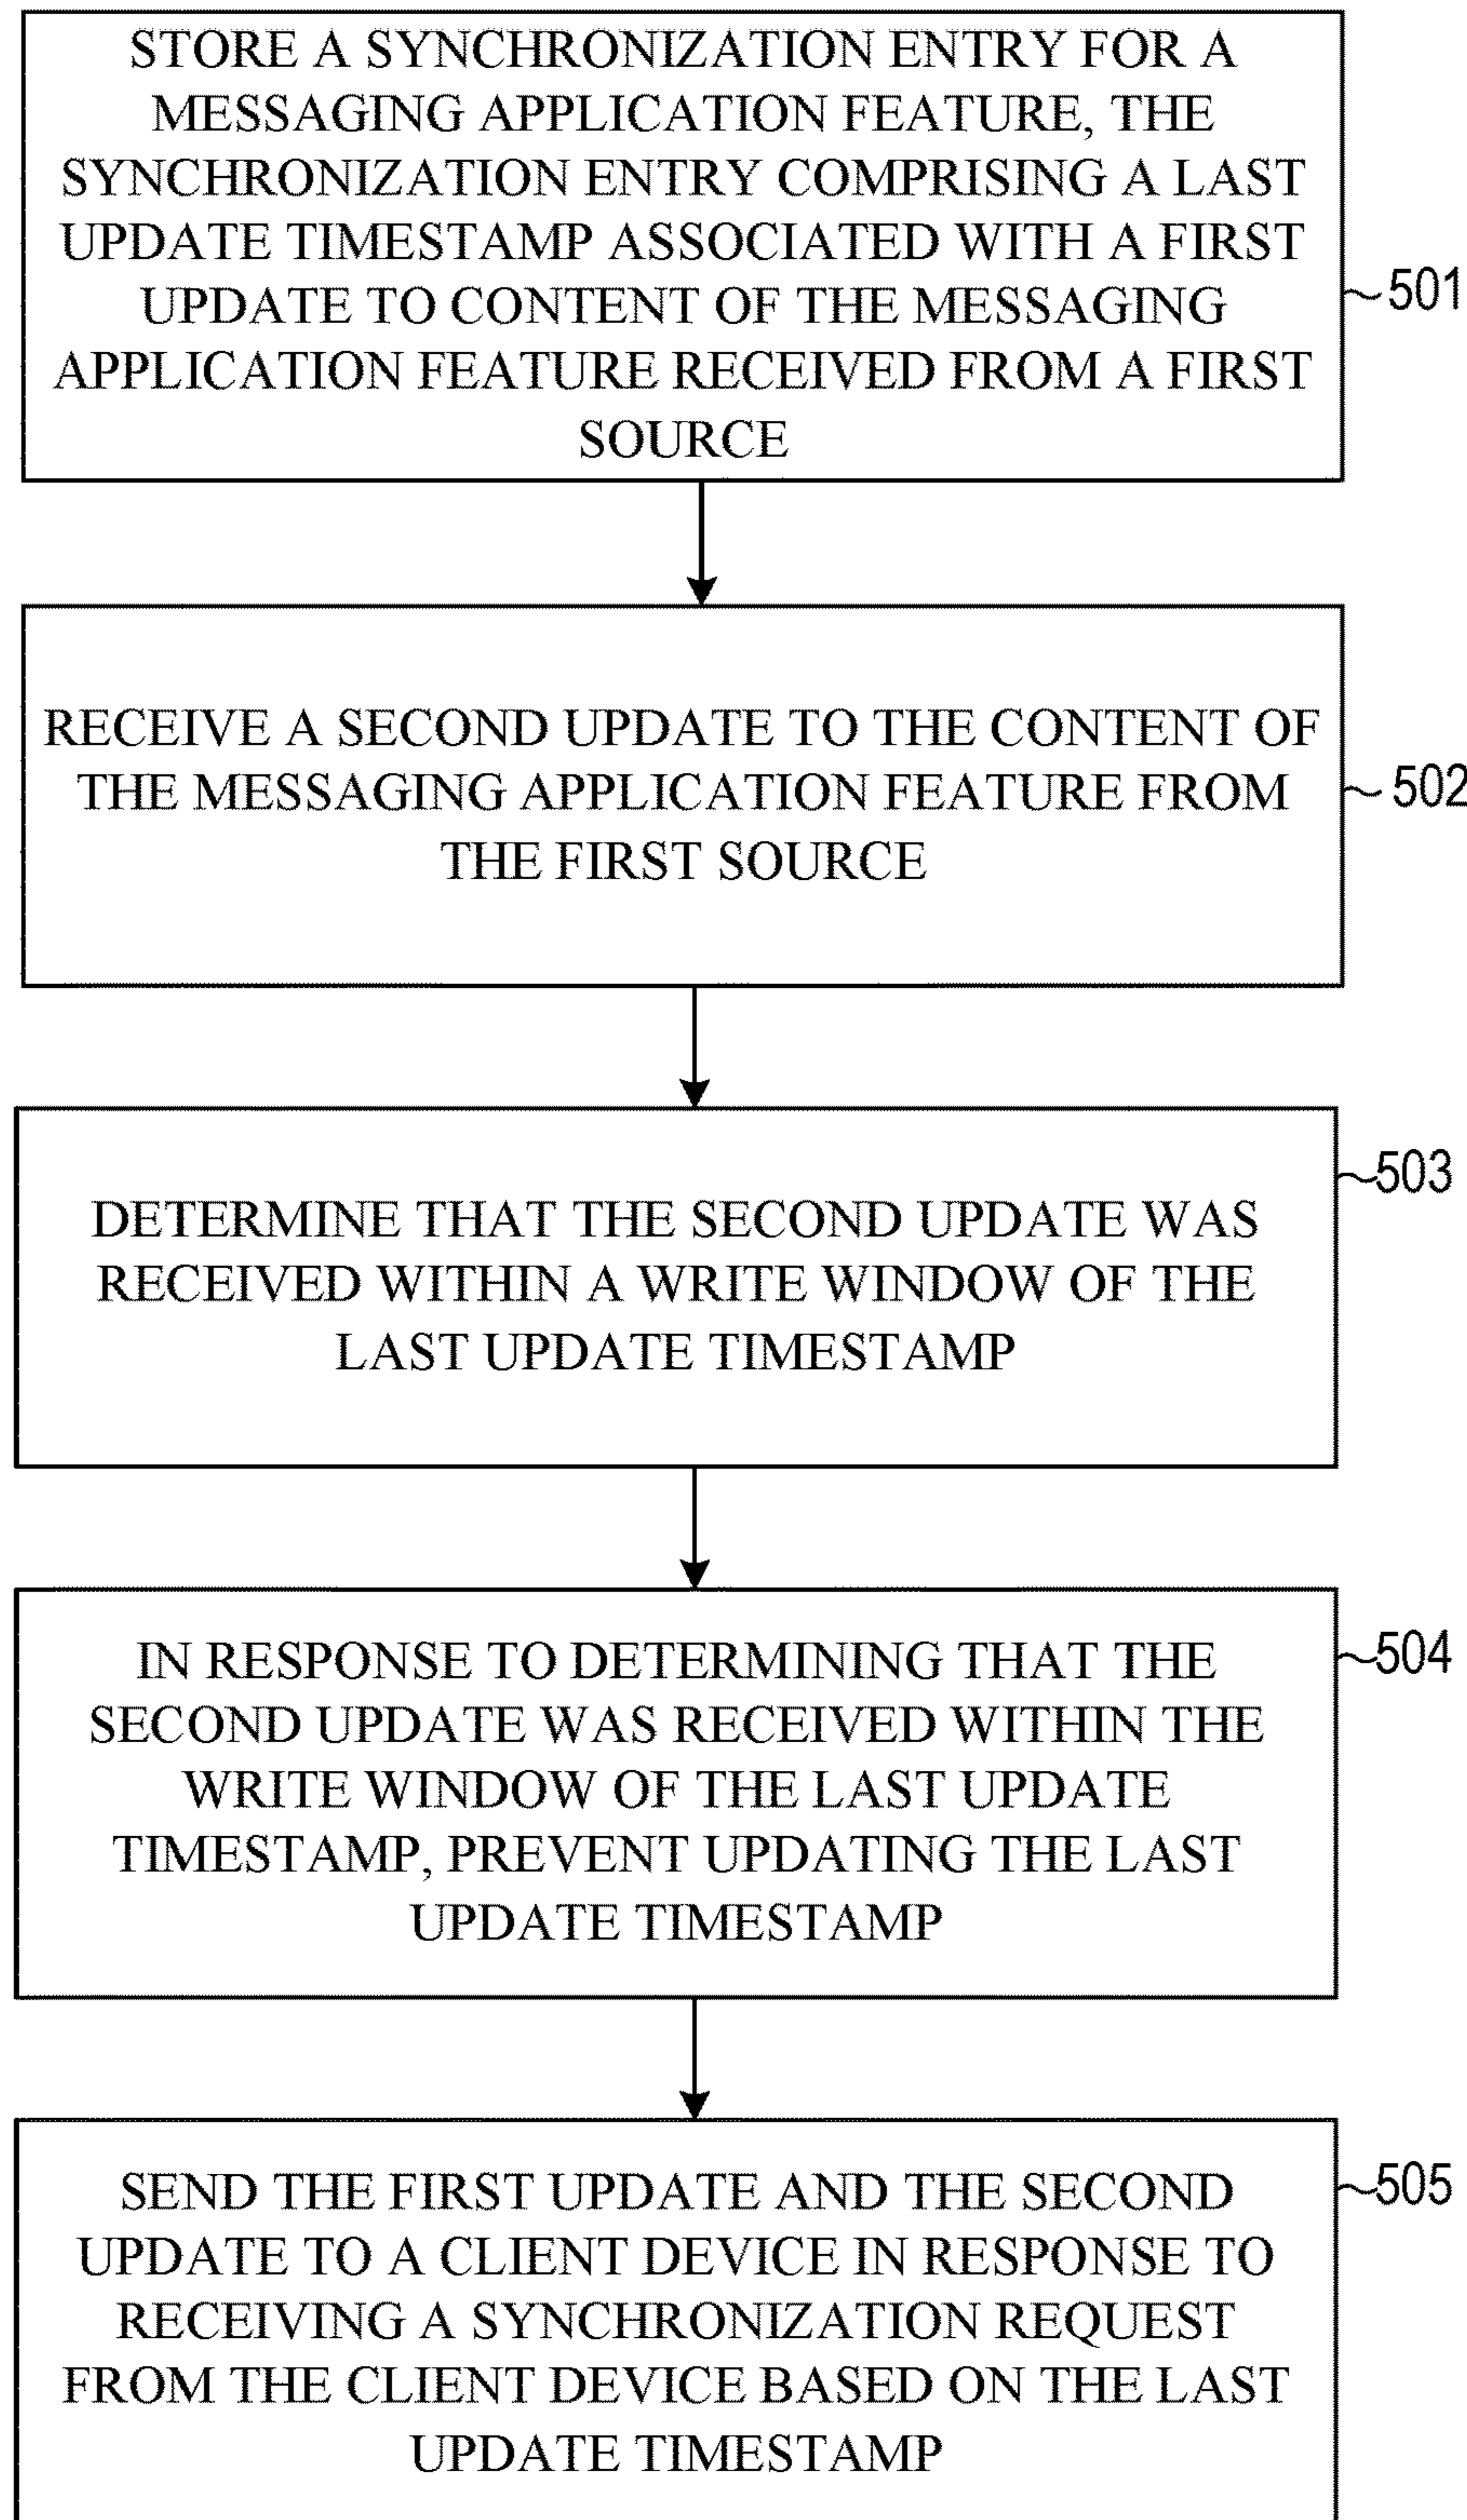 STORE A SYNCHRONIZATION ENTRY FOR A
MESSAGING APPLICATION FEATURE, THE
SYNCHRONIZATION ENTRY COMPRISING A LAST
UPDATE TIMESTAMP ASSOCIATED WITH A FIRST
UPDATE TO CONTENT OF THE MESSAGING
APPLICATION FEATURE RECEIVED FROM A FIRST
SOURCE
501
RECEIVE A SECOND UPDATE TO THE CONTENT OF
THE MESSAGING APPLICATION FEATURE FROM
THE FIRST SOURCE
502
DETERMINE THAT THE SECOND UPDATE WAS
RECEIVED WITHIN A WRITE WINDOW OF THE
LAST UPDATE TIMESTAMP
503
IN RESPONSE TO DETERMINING THAT THE
SECOND UPDATE WAS RECEIVED WITHIN THE
WRITE WINDOW OF THE LAST UPDATE
TIMESTAMP, PREVENT UPDATING THE LAST
UPDATE TIMESTAMP
504
SEND THE FIRST UPDATE AND THE SECOND
UPDATE TO A CLIENT DEVICE IN RESPONSE TO
RECEIVING A SYNCHRONIZATION REQUEST
FROM THE CLIENT DEVICE BASED ON THE LAST
UPDATE TIMESTAMP
505